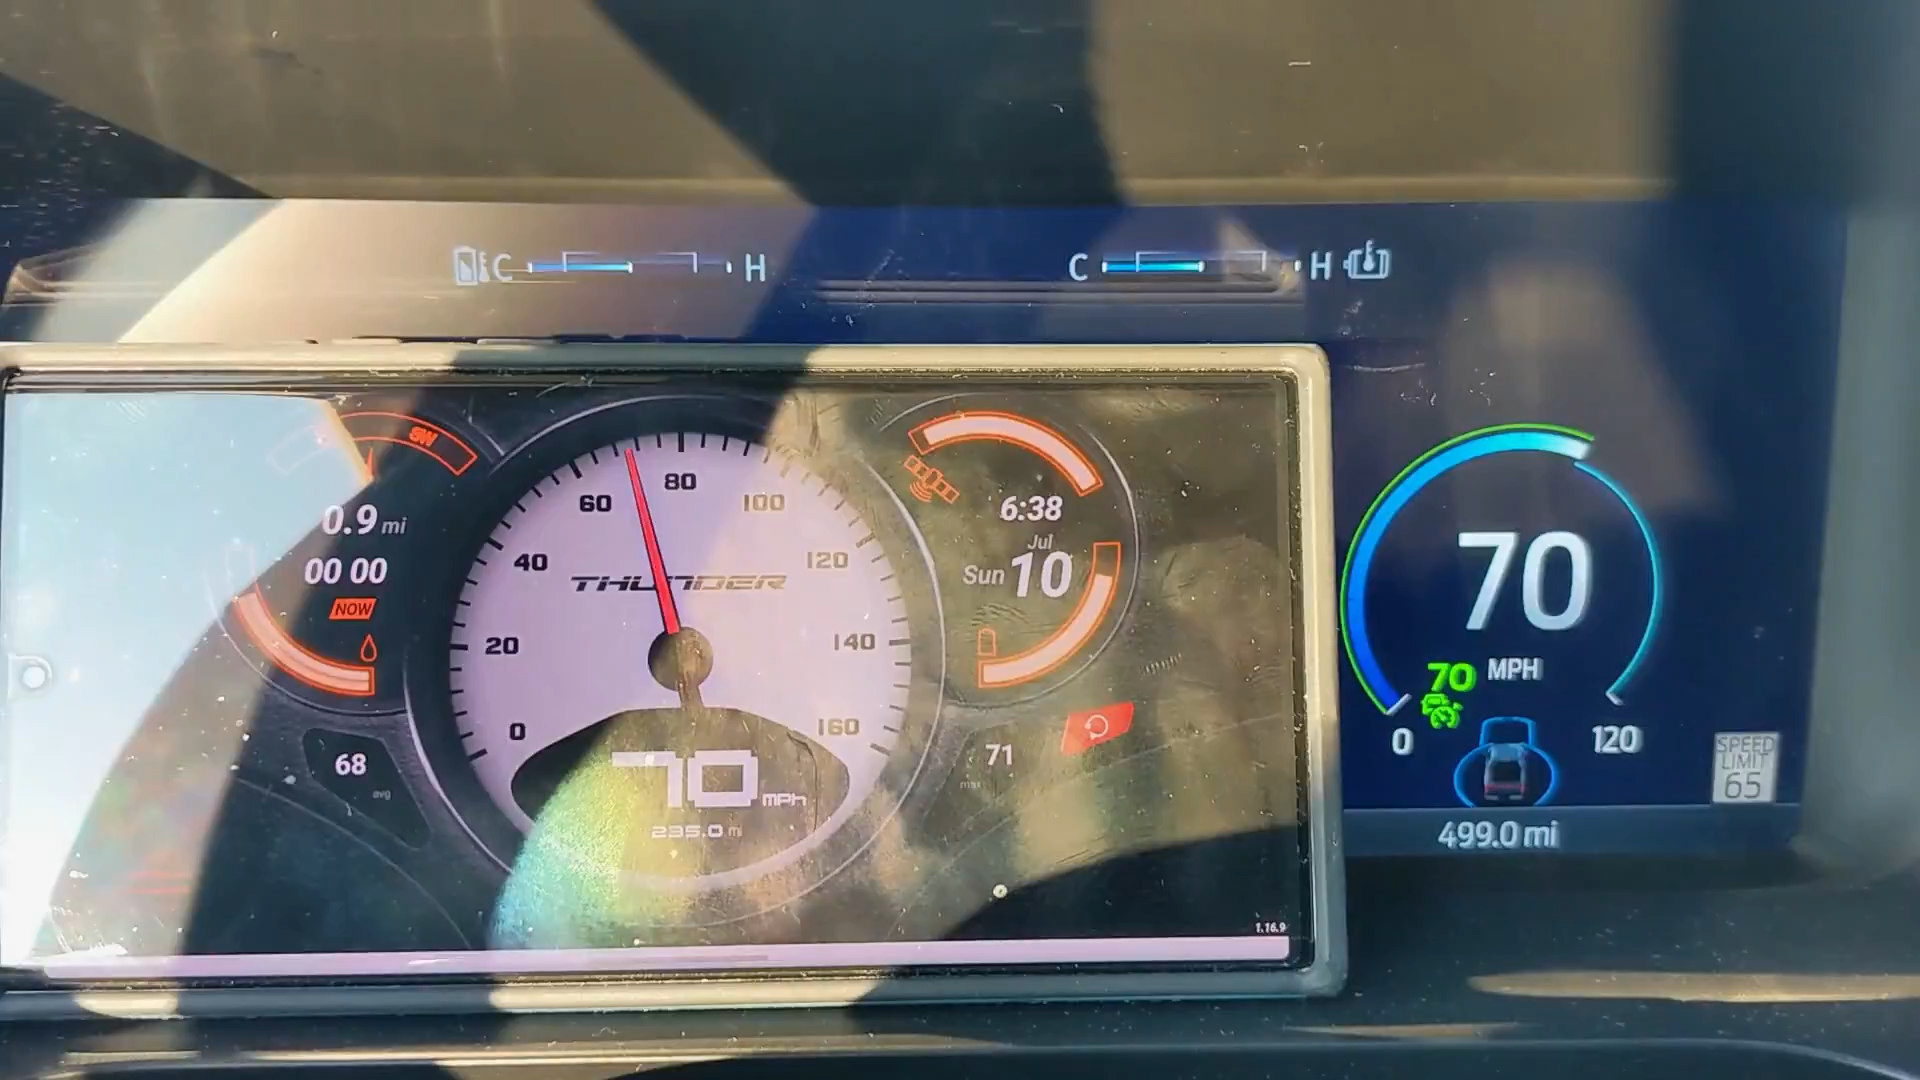 C H
C H
SW
0.9 mi
00 00
NOW
68
avg
0 20 40 60 80 100 120 140 160
THUNDER
70 mph
235.0 mi
6:38
Jul
Sun 10
71
max
1.16.9
70
70 MPH
0 120
SPEED
LIMIT
65
499.0 mi